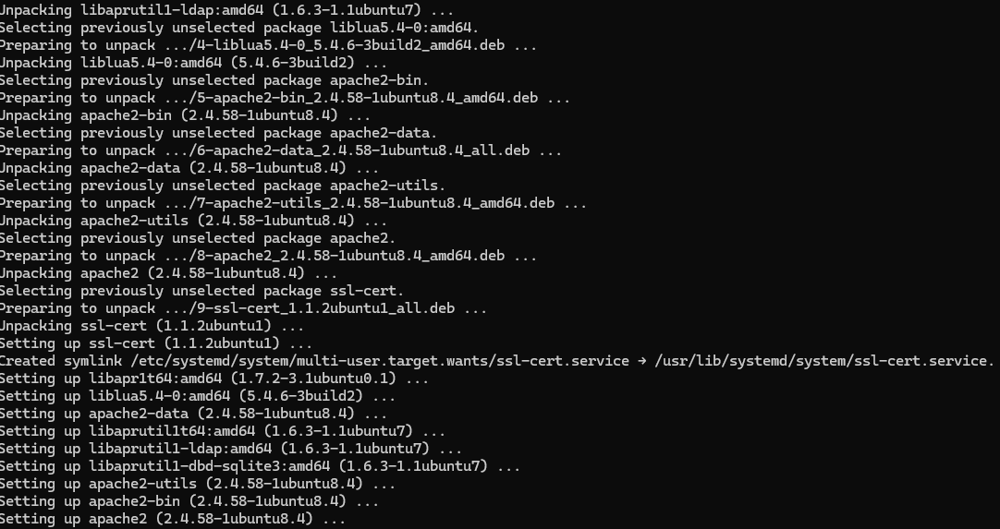 Unpacking libaprutil1-ldap:amd64 (1.6.3-1.1ubuntu7) ...
Selecting previously unselected package liblua5.4-0:amd64.
Preparing to unpack .../4-liblua5.4-0_5.4.6-3build2_amd64.deb ...
Unpacking liblua5.4-0:amd64 (5.4.6-3build2) ...
Selecting previously unselected package apache2-bin.
Preparing to unpack .../5-apache2-bin_2.4.58-1ubuntu8.4_amd64.deb ...
Unpacking apache2-bin (2.4.58-1ubuntu8.4) ...
Selecting previously unselected package apache2-data.
Preparing to unpack .../6-apache2-data_2.4.58-1ubuntu8.4_all.deb ...
Unpacking apache2-data (2.4.58-1ubuntu8.4) ...
Selecting previously unselected package apache2-utils.
Preparing to unpack .../7-apache2-utils_2.4.58-1ubuntu8.4_amd64.deb ...
Unpacking apache2-utils (2.4.58-1ubuntu8.4) ...
Selecting previously unselected package apache2.
Preparing to unpack .../8-apache2_2.4.58-1ubuntu8.4_amd64.deb ...
Unpacking apache2 (2.4.58-1ubuntu8.4) ...
Selecting previously unselected package ssl-cert.
Preparing to unpack .../9-ssl-cert_1.1.2ubuntu1_all.deb ...
Unpacking ssl-cert (1.1.2ubuntu1) ...
Setting up ssl-cert (1.1.2ubuntu1) ...
Created symlink /etc/systemd/system/multi-user.target.wants/ssl-cert.service → /usr/lib/systemd/system/ssl-cert.service.
Setting up libapr1t64:amd64 (1.7.2-3.1ubuntu0.1) ...
Setting up liblua5.4-0:amd64 (5.4.6-3build2) ...
Setting up apache2-data (2.4.58-1ubuntu8.4) ...
Setting up libaprutil1t64:amd64 (1.6.3-1.1ubuntu7) ...
Setting up libaprutil1-ldap:amd64 (1.6.3-1.1ubuntu7) ...
Setting up libaprutil1-dbd-sqlite3:amd64 (1.6.3-1.1ubuntu7) ...
Setting up apache2-utils (2.4.58-1ubuntu8.4) ...
Setting up apache2-bin (2.4.58-1ubuntu8.4) ...
Setting up apache2 (2.4.58-1ubuntu8.4) ...